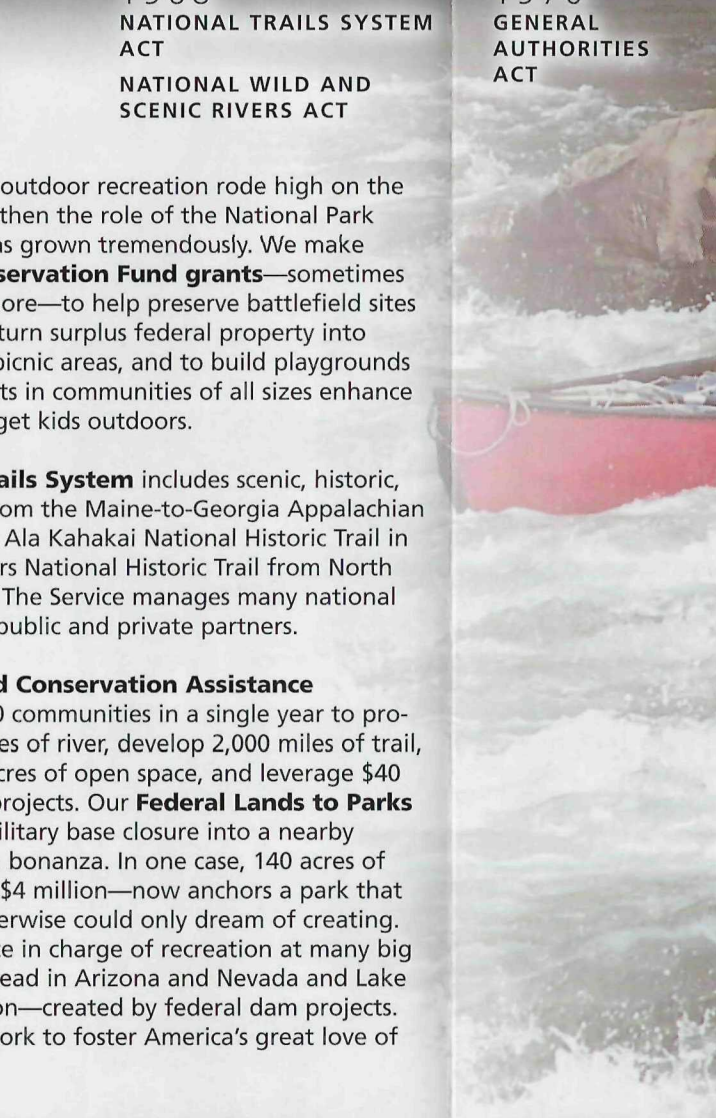 NATIONAL TRAILS SYSTEM
ACT
NATIONAL WILD AND
SCENIC RIVERS ACT
GENERAL
AUTHORITIES
ACT
outdoor recreation rode high on the
then the role of the National Park
as grown tremendously. We make
servation Fund grants—sometimes
ore—to help preserve battlefield sites
turn surplus federal property into
picnic areas, and to build playgrounds
ts in communities of all sizes enhance
get kids outdoors.
ails System includes scenic, historic,
om the Maine-to-Georgia Appalachian
Ala Kahakai National Historic Trail in
rs National Historic Trail from North
The Service manages many national
public and private partners.
d Conservation Assistance
0 communities in a single year to pro-
es of river, develop 2,000 miles of trail,
cres of open space, and leverage $40
projects. Our Federal Lands to Parks
ilitary base closure into a nearby
bonanza. In one case, 140 acres of
$4 million—now anchors a park that
erwise could only dream of creating.
e in charge of recreation at many big
ead in Arizona and Nevada and Lake
on—created by federal dam projects.
ork to foster America's great love of